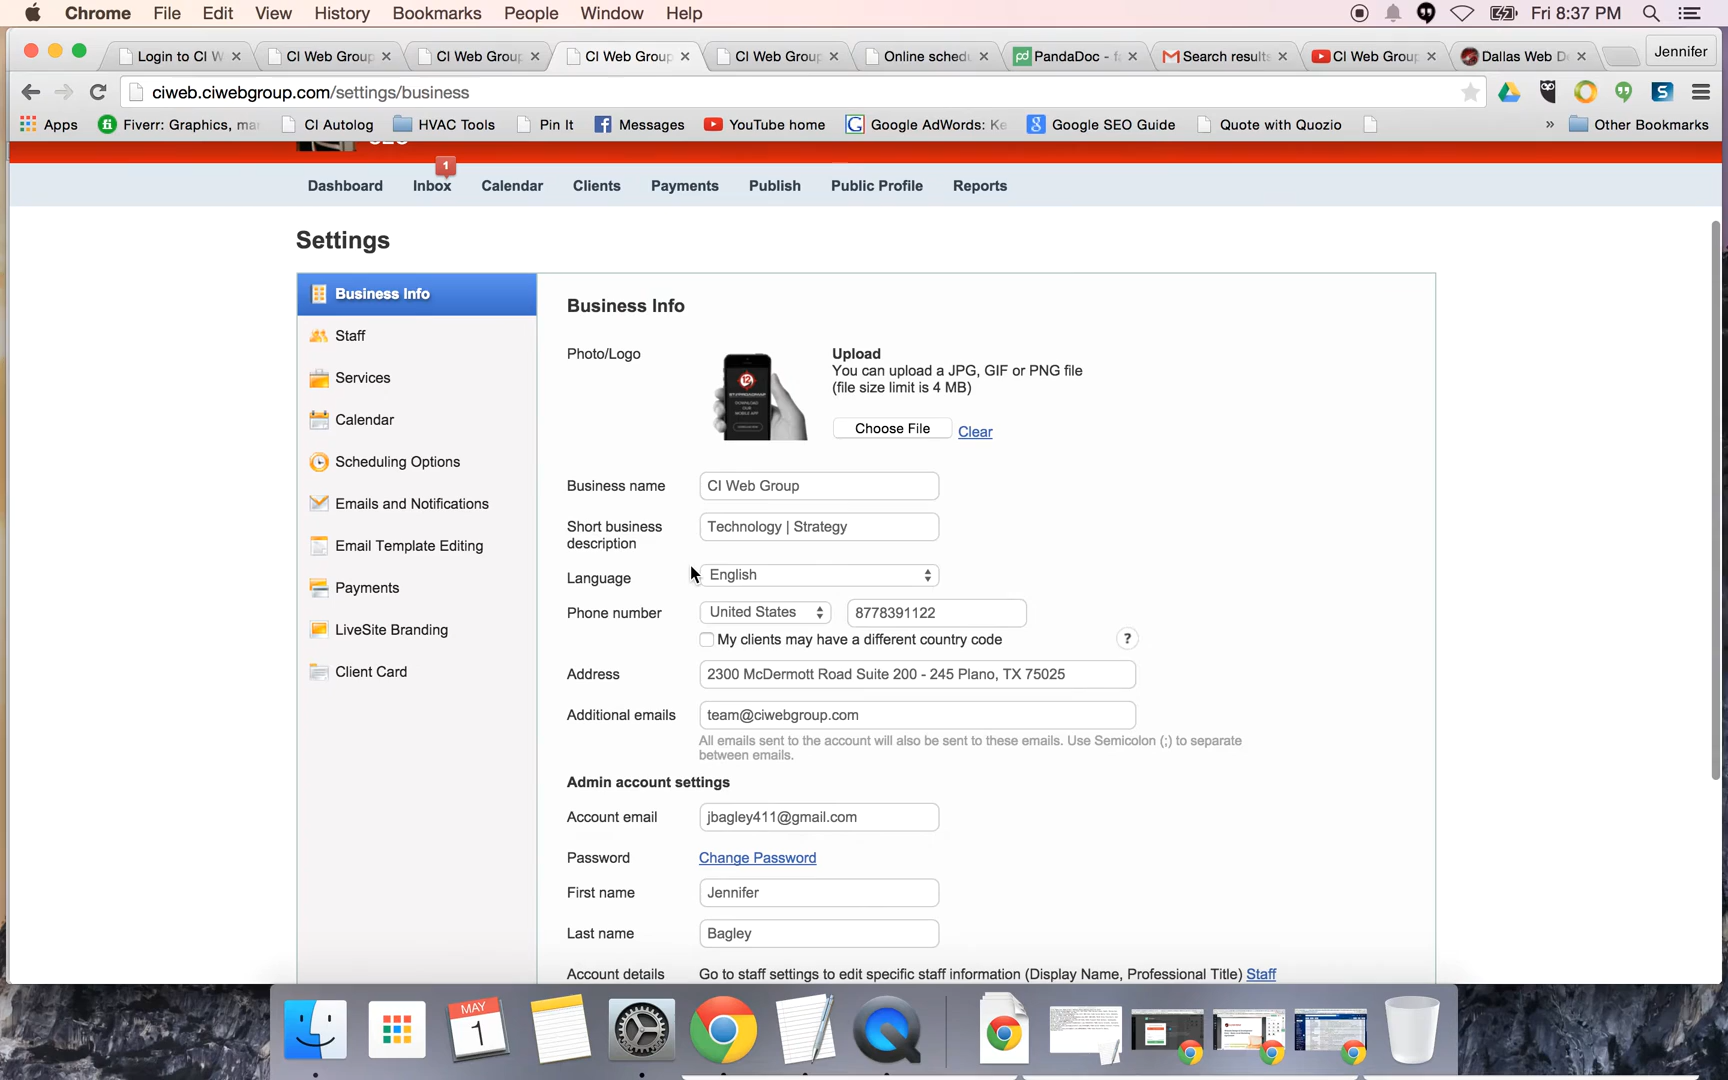 Chrome File Edit View History Bookmarks People Window Help Fri 8:37 PM
Login to CI W CI Web Group CI Web Group CI Web Group CI Web Group Online schedu PandaDoc - Search results CI Web Group Dallas Web D Jennifer
ciweb.ciwebgroup.com/settings/business
Apps Fiverr: Graphics, mar CI Autolog HVAC Tools Pin It Messages YouTube home Google AdWords: Ke Google SEO Guide Quote with Quozio » Other Bookmarks
1
Dashboard Inbox Calendar Clients Payments Publish Public Profile Reports
Settings
Business Info
Staff
Services
Calendar
Scheduling Options
Emails and Notifications
Email Template Editing
Payments
LiveSite Branding
Client Card
Business Info
Photo/Logo
12
Upload
You can upload a JPG, GIF or PNG file
(file size limit is 4 MB)
Choose File Clear
Business name CI Web Group
Short business description Technology | Strategy
Language English
Phone number United States 8778391122
My clients may have a different country code ?
Address 2300 McDermott Road Suite 200 - 245 Plano, TX 75025
Additional emails team@ciwebgroup.com
All emails sent to the account will also be sent to these emails. Use Semicolon (;) to separate
between emails.
Admin account settings
Account email jbagley411@gmail.com
Password Change Password
First name Jennifer
Last name Bagley
Account details Go to staff settings to edit specific staff information (Display Name, Professional Title) Staff
MAY
1